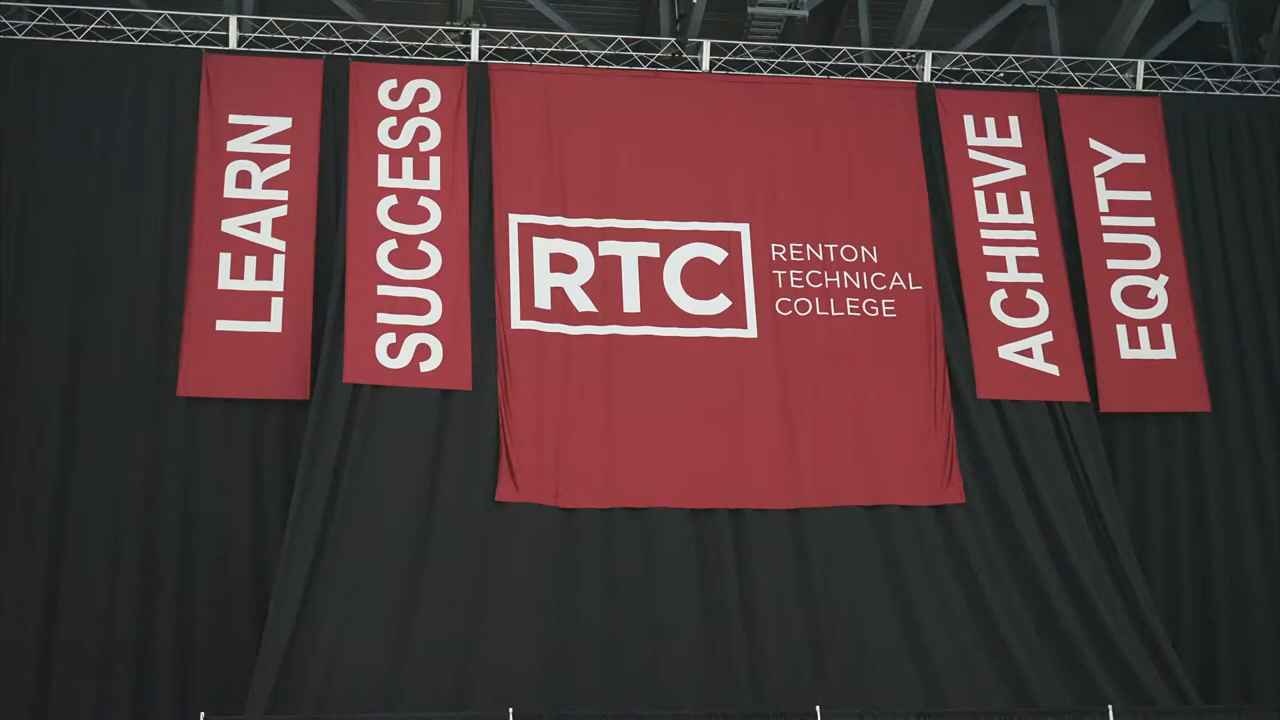 LEARN
SUCCESS
RTC
RENTON
TECHNICAL
COLLEGE
ACHIEVE
EQUITY